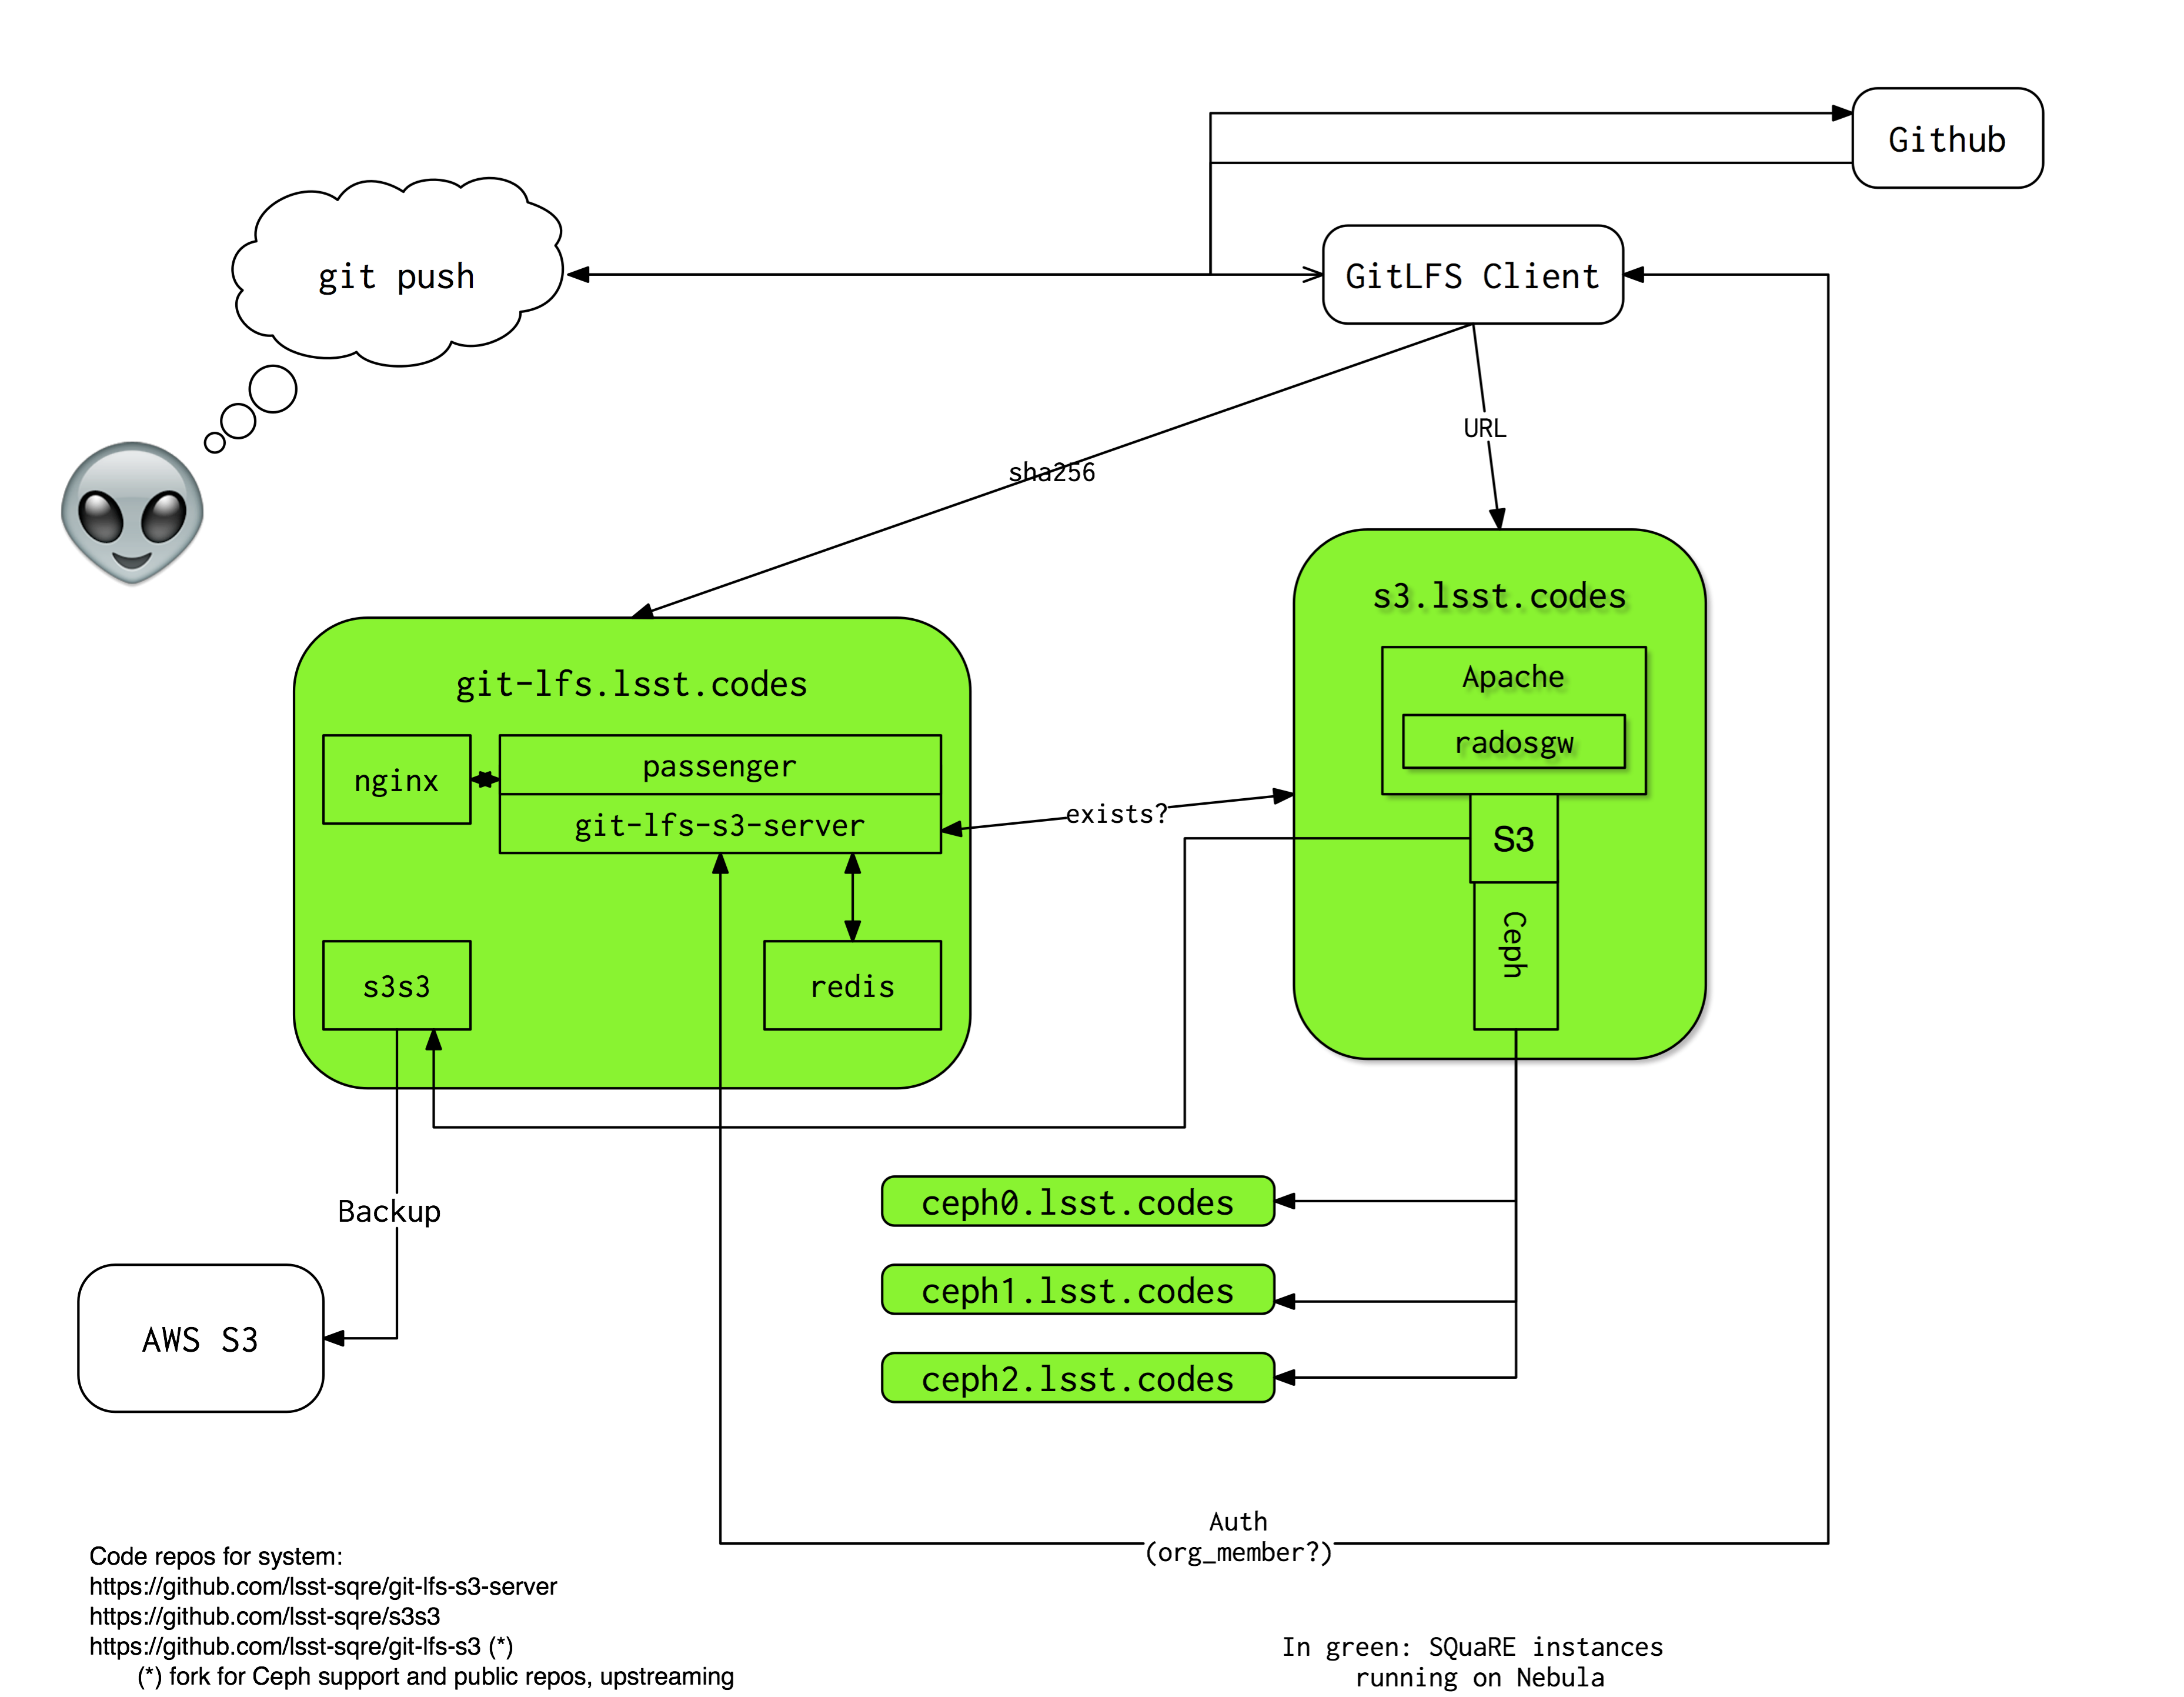 Github
git push
GitLFS Client
URL
sha256
s3.lsst.codes
Apache
radosgw
S3
Ceph
git-lfs.lsst.codes
nginx
passenger
git-lfs-s3-server
exists?
s3s3
redis
Backup
AWS S3
ceph0.lsst.codes
ceph1.lsst.codes
ceph2.lsst.codes
Auth
(org_member?)
Code repos for system:
https://github.com/lsst-sqre/git-lfs-s3-server
https://github.com/lsst-sqre/s3s3
https://github.com/lsst-sqre/git-lfs-s3 (*)
(*) fork for Ceph support and public repos, upstreaming
In green: SQuaRE instances
running on Nebula